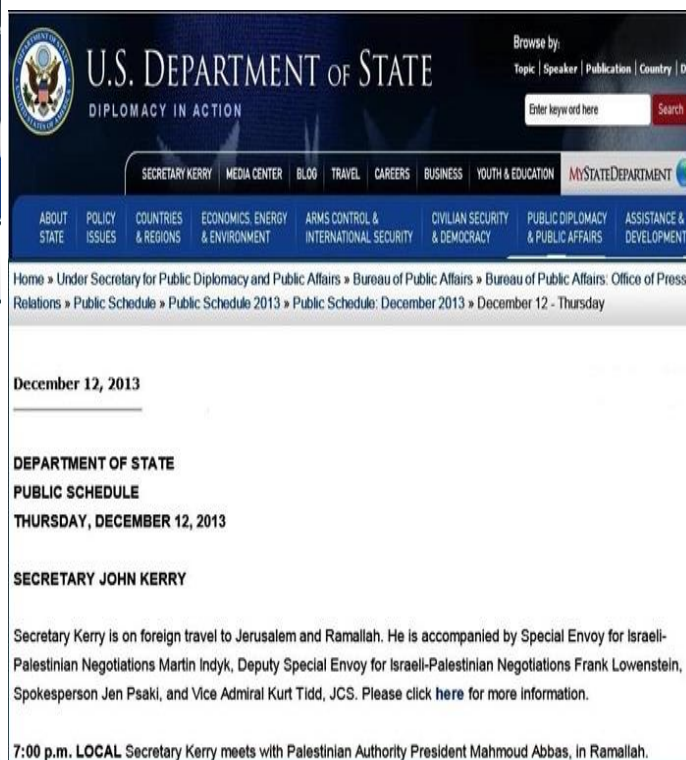 U.S. DEPARTMENT OF STATE
DIPLOMACY IN ACTION
Browse by:
Topic | Speaker | Publication | Country | D
Enter keyword here
Search
SECRETARY KERRY MEDIA CENTER BLOG TRAVEL CAREERS BUSINESS YOUTH & EDUCATION MYSTATEDEPARTMENT
ABOUT STATE
POLICY ISSUES
COUNTRIES & REGIONS
ECONOMICS, ENERGY & ENVIRONMENT
ARMS CONTROL & INTERNATIONAL SECURITY
CIVILIAN SECURITY & DEMOCRACY
PUBLIC DIPLOMACY & PUBLIC AFFAIRS
ASSISTANCE & DEVELOPMENT
Home » Under Secretary for Public Diplomacy and Public Affairs » Bureau of Public Affairs » Bureau of Public Affairs: Office of Press
Relations » Public Schedule » Public Schedule 2013 » Public Schedule: December 2013 » December 12 - Thursday
December 12, 2013
DEPARTMENT OF STATE
PUBLIC SCHEDULE
THURSDAY, DECEMBER 12, 2013
SECRETARY JOHN KERRY
Secretary Kerry is on foreign travel to Jerusalem and Ramallah. He is accompanied by Special Envoy for Israeli-
Palestinian Negotiations Martin Indyk, Deputy Special Envoy for Israeli-Palestinian Negotiations Frank Lowenstein,
Spokesperson Jen Psaki, and Vice Admiral Kurt Tidd, JCS. Please click here for more information.
7:00 p.m. LOCAL Secretary Kerry meets with Palestinian Authority President Mahmoud Abbas, in Ramallah.